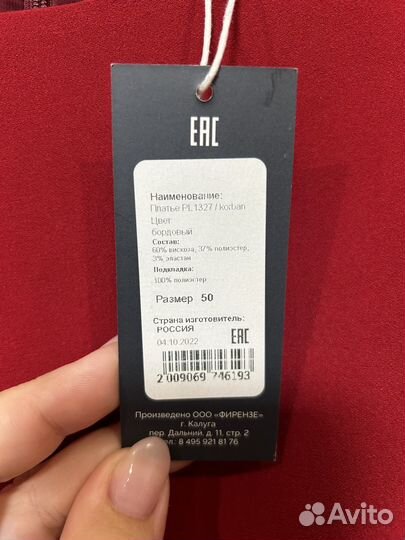 EAC
Наименование:
Платье PL1327 / korban
Цвет:
бордовый
Состав:
60% вискоза, 37% полиэстер,
3% эластан
Подкладка:
100% полиэстер
Размер 50
Страна изготовитель:
РОССИЯ
04.10.2022 EAC
2 009069 746193
Произведено ООО «ФИРЕНЗЕ»
г. Калуга
пер. Дальний, д. 11, стр. 2
Тел.: 8 495 921 81 76
Avito